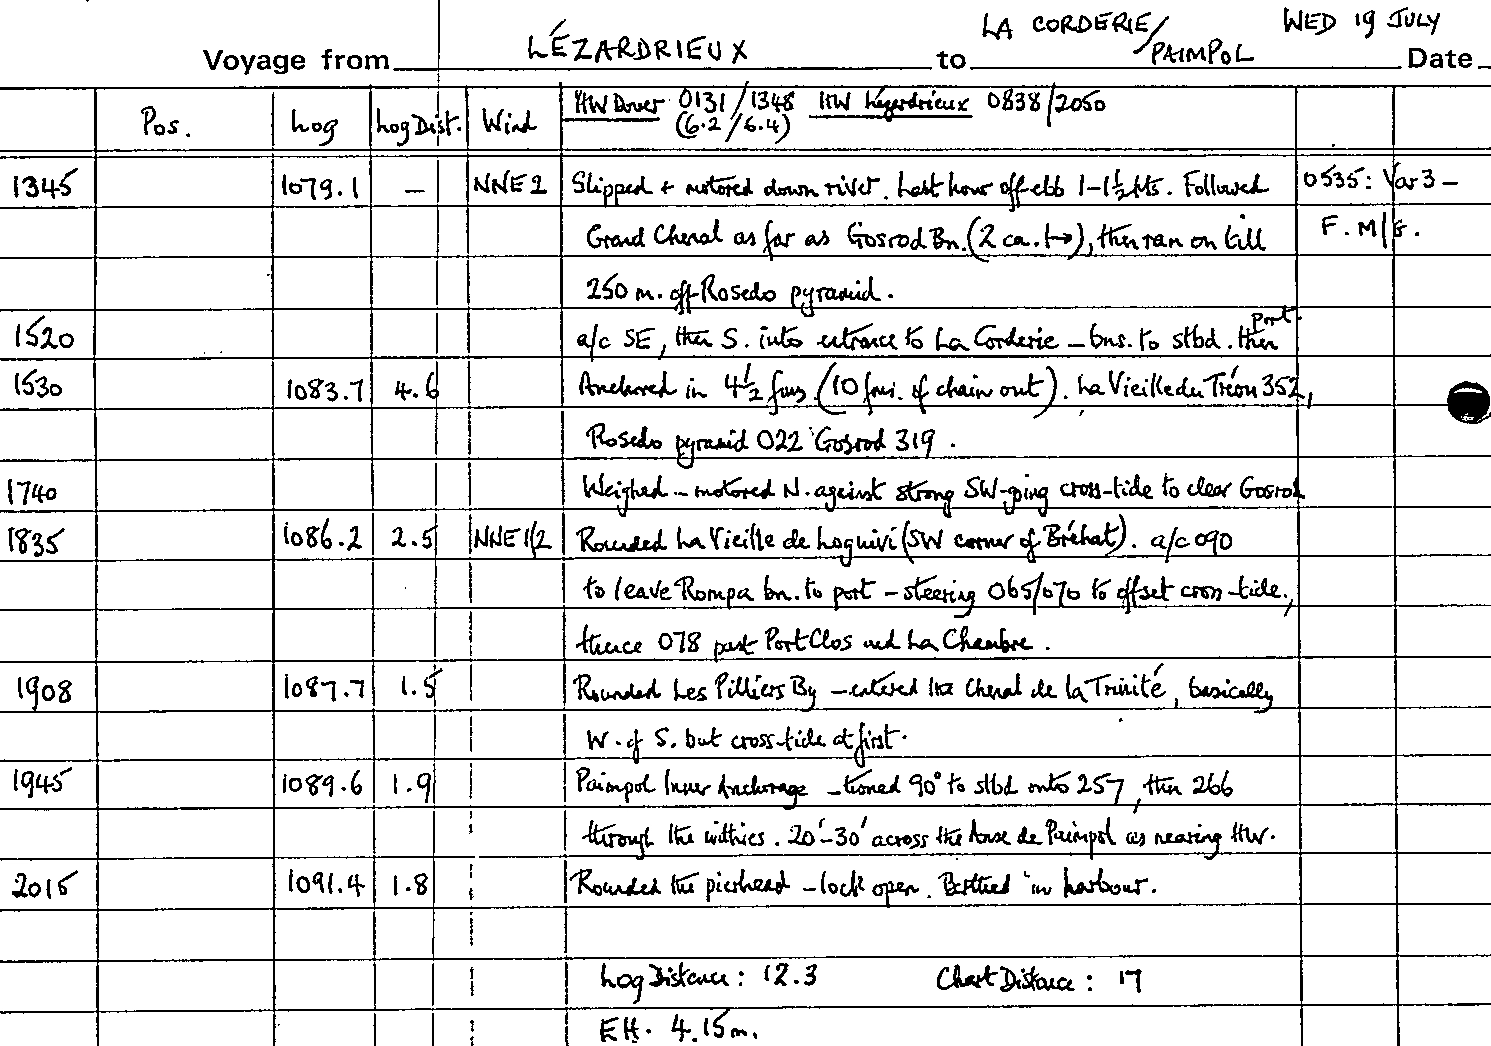 LA CORDERIE/ WED 19 JULY
Voyage from LÉZARDRIEUX to PAIMPOL Date
HW Dover 0131/1348 HW Lézardrieux 0838/2050
Pos. Log Log Dist. Wind (6.2/6.4)
1345 1079.1 – NNE 2 Slipped + motored down river. Last hour of ebb 1–1½ kts. Followed 0535: Var 3 –
Grand Chenal as far as Gosrod Bn. (2 ca. ↦), then ran on till F. M/G.
250 m. off Rosedo pyramid.
1520 a/c SE, then S. into entrance to La Corderie – bns. to stbd. then port.
1530 1083.7 4.6 Anchored in 4½ fms (10 fms. of chain out). La Vieille du Tréou 352,
Rosedo pyramid 022 Gosrod 319.
1740 Weighed – motored N. against strong SW-going cross-tide to clear Gosrod
1835 1086.2 2.5 NNE 1/2 Rounded La Vieille de Loguivi (SW corner of Bréhat). a/c 090
to leave Rompa bn. to port – steering 065/070 to offset cross-tide,
thence 078 past Port Clos and La Chambre.
1908 1087.7 1.5 Rounded Les Pilliers By – entered the Chenal de la Trinité, basically
W. of S. but cross-tide at first.
1945 1089.6 1.9 Paimpol Inner Anchorage – turned 90° to stbd onto 257, then 266
through the withies. 20'–30' across the Anse de Paimpol as nearing HW.
2015 1091.4 1.8 Rounded the pierhead – lock open. Berthed in harbour.
Log Distance: 12.3 Chart Distance: 17
EH. 4.15m.